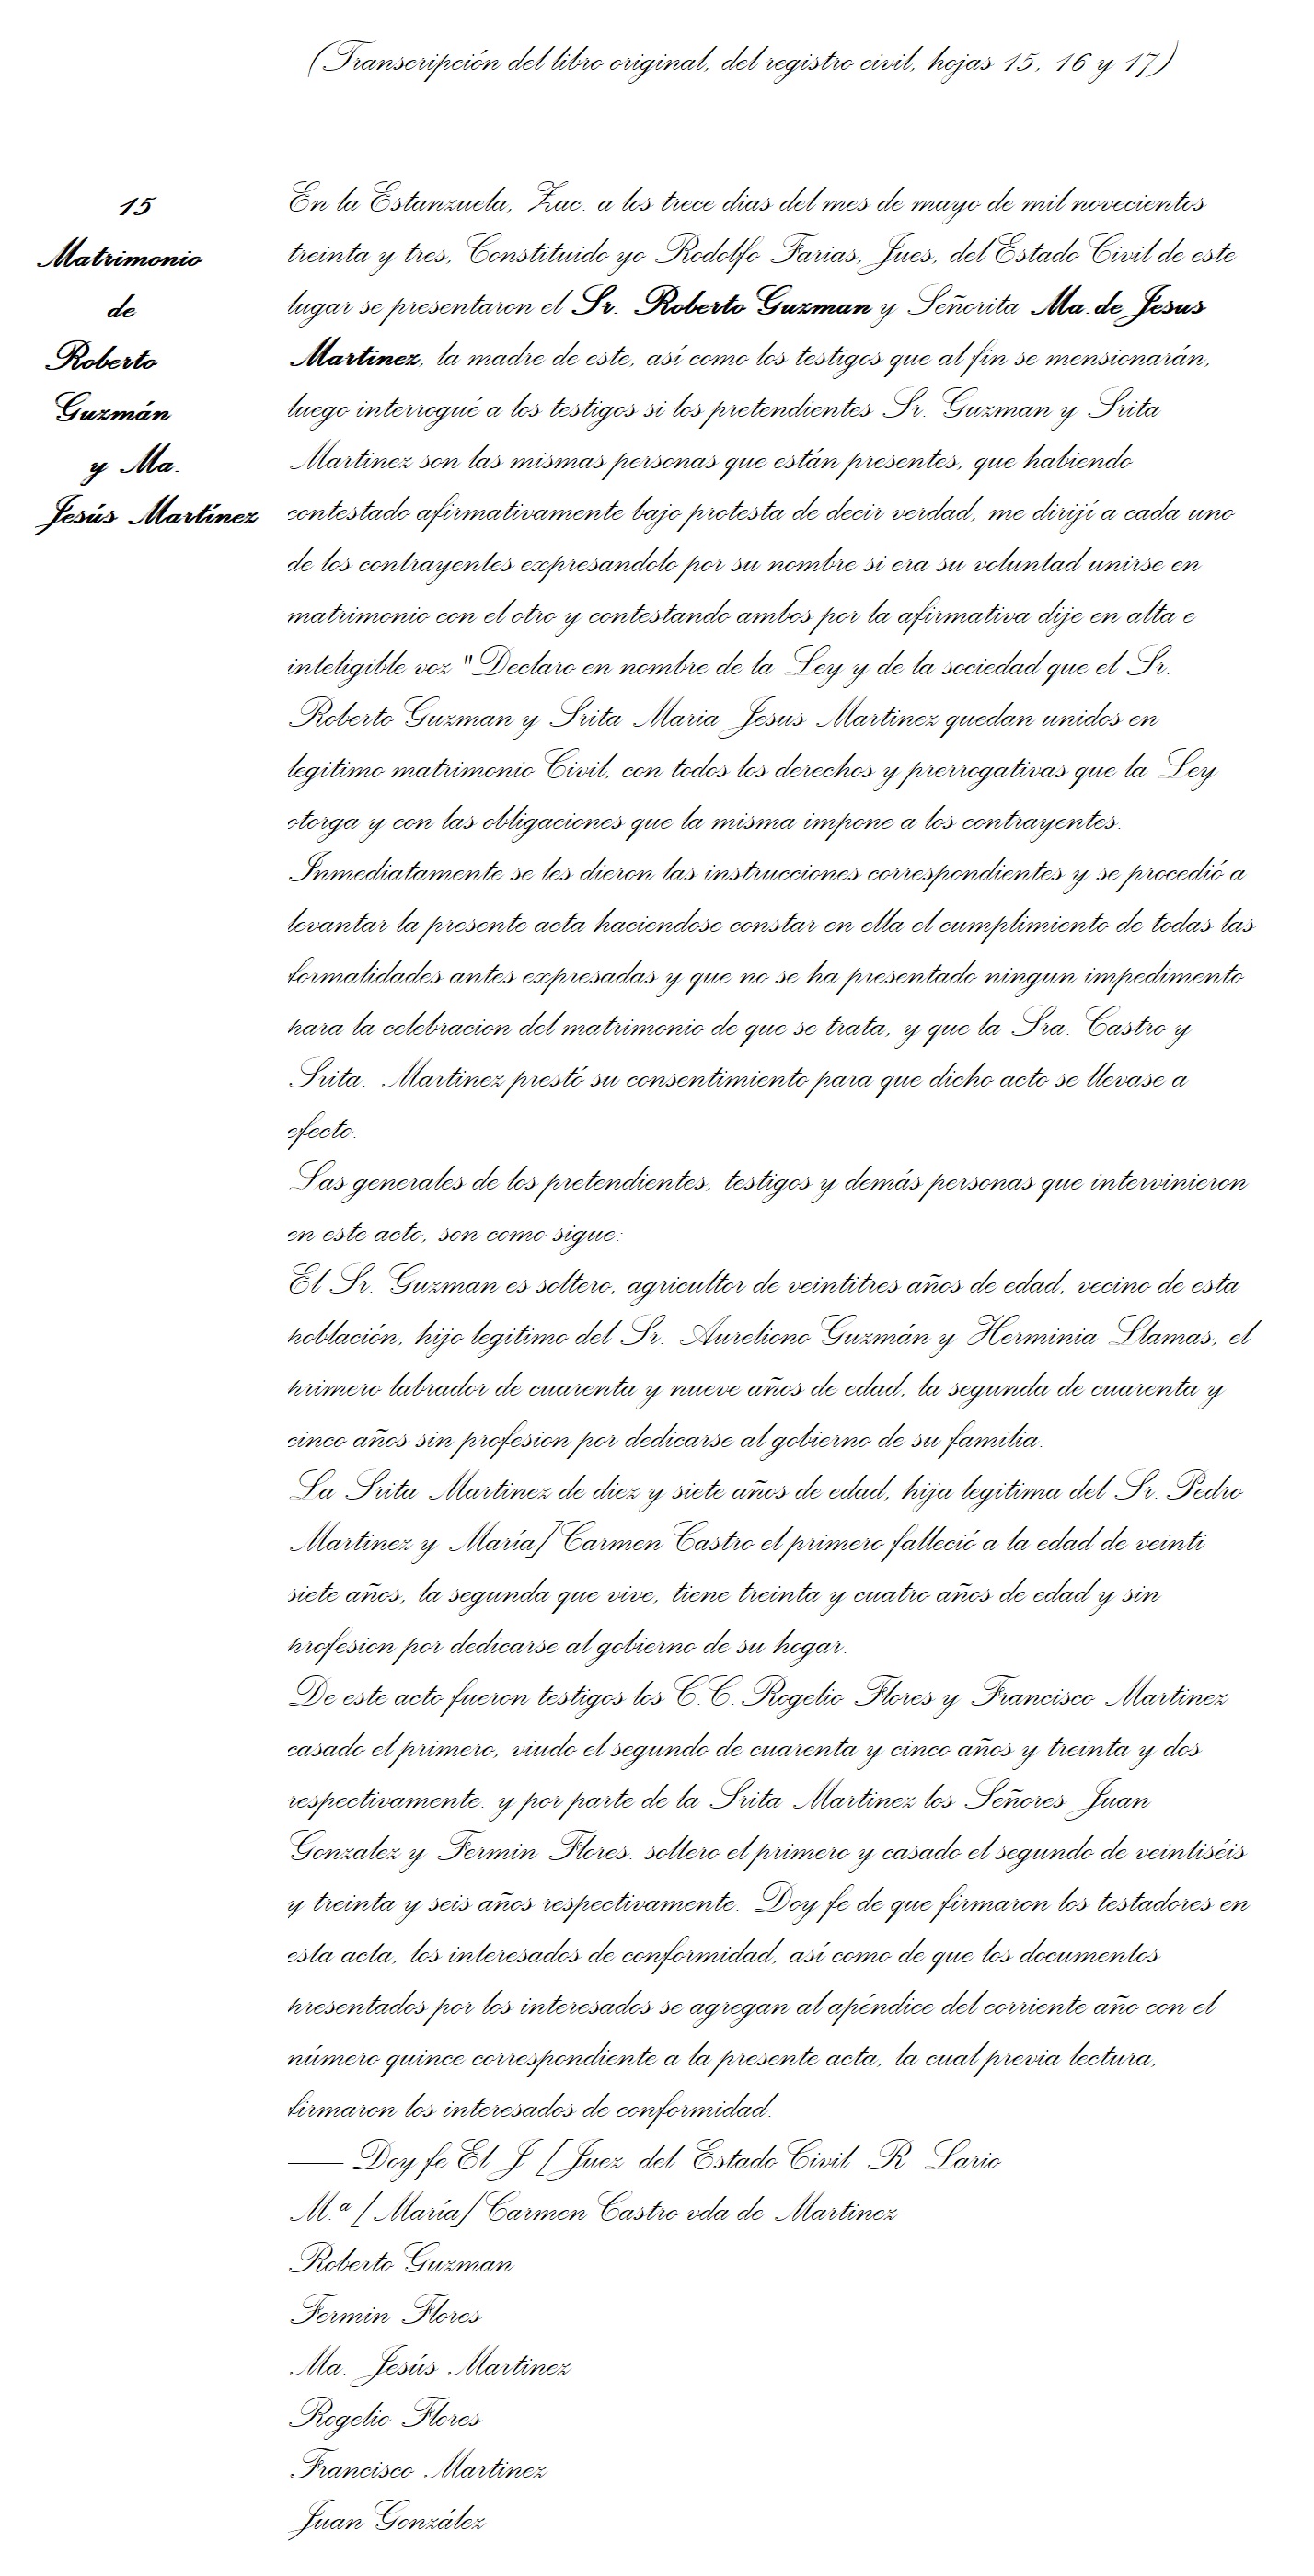 (Transcripción del libro original, del registro civil, hojas 15, 16 y 17)
15
Matrimonio
de
Roberto
Guzmán
y Ma.
Jesús Martínez
En la Estanzuela, Zac. a los trece dias del mes de mayo de mil novecientos
treinta y tres, Constituido yo Rodolfo Farias, Jues, del Estado Civil de este
lugar se presentaron el Sr. Roberto Guzman y Señorita Ma. de Jesus
Martinez, la madre de este, así como los testigos que al fin se mensionarán,
luego interrogué a los testigos si los pretendientes Sr. Guzman y Srita
Martinez son las mismas personas que están presentes, que habiendo
contestado afirmativamente bajo protesta de decir verdad, me dirijí a cada uno
de los contrayentes expresandolo por su nombre si era su voluntad unirse en
matrimonio con el otro y contestando ambos por la afirmativa dije en alta e
inteligible voz "Declaro en nombre de la Ley y de la sociedad que el Sr.
Roberto Guzman y Srita Maria Jesus Martinez quedan unidos en
legitimo matrimonio Civil, con todos los derechos y prerrogativas que la Ley
otorga y con las obligaciones que la misma impone a los contrayentes.
Inmediatamente se les dieron las instrucciones correspondientes y se procedió a
levantar la presente acta haciendose constar en ella el cumplimiento de todas las
formalidades antes expresadas y que no se ha presentado ningun impedimento
para la celebracion del matrimonio de que se trata, y que la Sra. Castro y
Srita. Martinez prestó su consentimiento para que dicho acto se llevase a
efecto.
Las generales de los pretendientes, testigos y demás personas que intervinieron
en este acto, son como sigue:
El Sr. Guzman es soltero, agricultor de veintitres años de edad, vecino de esta
población, hijo legitimo del Sr. Aureliono Guzmán y Herminia Llamas, el
primero labrador de cuarenta y nueve años de edad, la segunda de cuarenta y
cinco años sin profesion por dedicarse al gobierno de su familia.
La Srita Martinez de diez y siete años de edad, hija legitima del Sr. Pedro
Martinez y María] Carmen Castro el primero falleció a la edad de veinti
siete años, la segunda que vive, tiene treinta y cuatro años de edad y sin
profesion por dedicarse al gobierno de su hogar.
De este acto fueron testigos los C.C. Rogelio Flores y Francisco Martinez
casado el primero, viudo el segundo de cuarenta y cinco años y treinta y dos
respectivamente. y por parte de la Srita Martinez los Señores Juan
Gonzalez y Fermin Flores. soltero el primero y casado el segundo de veintiséis
y treinta y seis años respectivamente. Doy fe de que firmaron los testadores en
esta acta, los interesados de conformidad, así como de que los documentos
presentados por los interesados se agregan al apéndice del corriente año con el
número quince correspondiente a la presente acta, la cual previa lectura,
firmaron los interesados de conformidad.
—— Doy fe El J. [Juez del. Estado Civil. R. Lario
M.ª [María] Carmen Castro vda de Martinez
Roberto Guzman
Fermin Flores
Ma. Jesús Martinez
Rogelio Flores
Francisco Martinez
Juan González